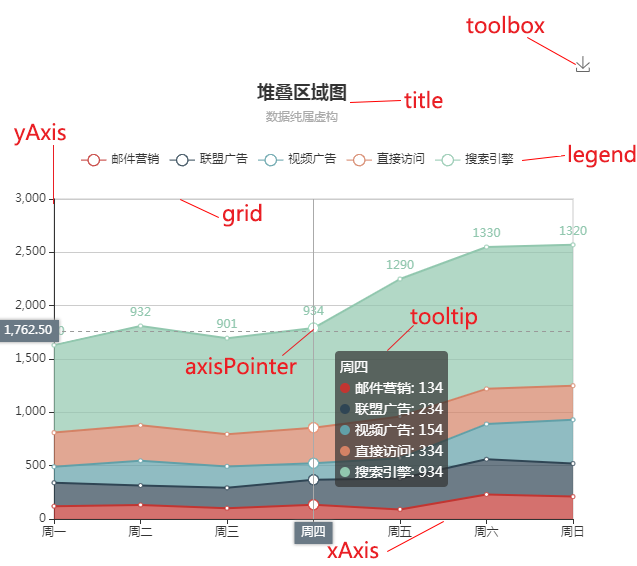 toolbox
堆叠区域图
title
数据纯属虚构
yAxis
邮件营销 联盟广告 视频广告 直接访问 搜索引擎
legend
3,000
grid
1330 1320
2,500
1290
2,000
932 901 934
tooltip
1,762.50
axisPointer
1,500
周四
邮件营销: 134
联盟广告: 234
视频广告: 154
直接访问: 334
搜索引擎: 934
1,000
500
0
周一 周二 周三 周四 周五 周六 周日
xAxis